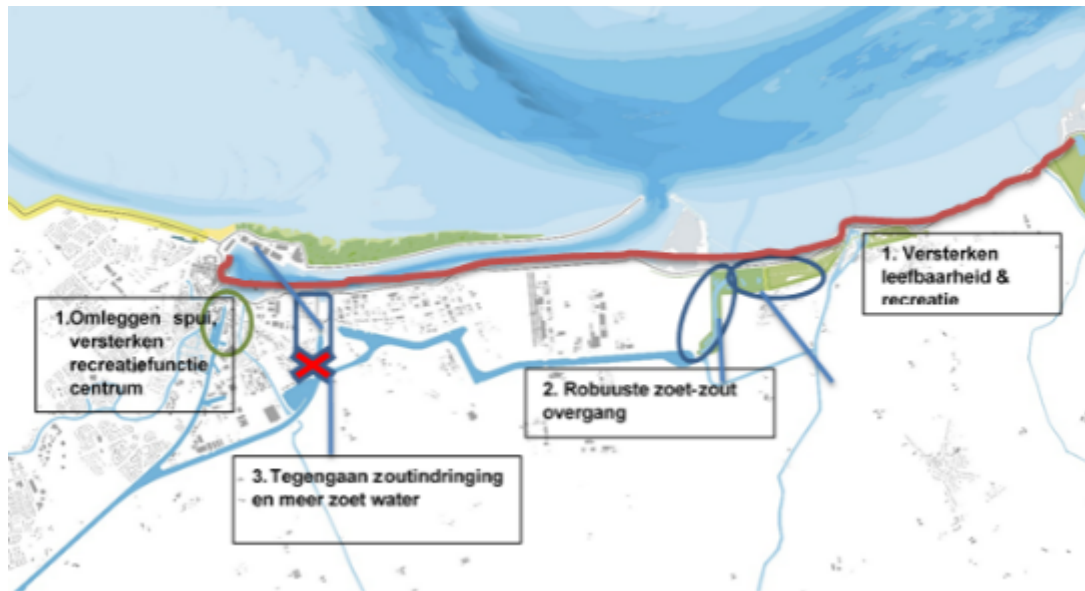 1. Versterken
leefbaarheid &
recreatie
1.Omleggen spui,
versterken
recreatiefunctie
centrum
2. Robuuste zoet-zout
overgang
3. Tegengaan zoutindringing
en meer zoet water